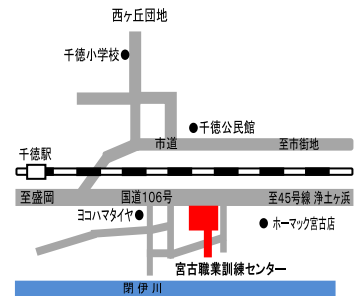 西ヶ丘団地
千徳小学校
千徳公民館
市道
至市街地
千徳駅
至盛岡
国道106号
至45号線 浄土ヶ浜
ヨコハマタイヤ
ホーマック宮古店
宮古職業訓練センター
閉伊川